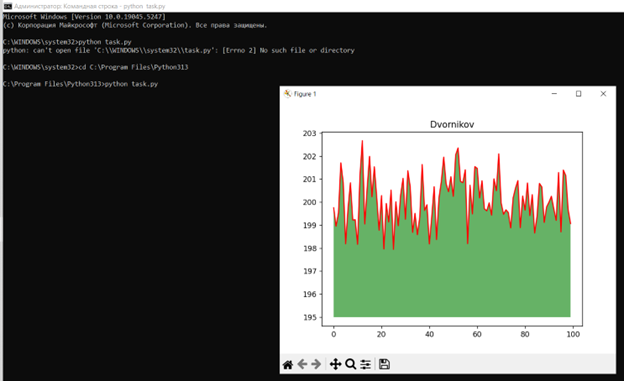 Администратор: Командная строка - python task.py
Microsoft Windows [Version 10.0.19045.5247]
(c) Корпорация Майкрософт (Microsoft Corporation). Все права защищены.
C:\WINDOWS\system32>python task.py
python: can't open file 'C:\\WINDOWS\\system32\\task.py': [Errno 2] No such file or directory
C:\WINDOWS\system32>cd C:\Program Files\Python313
C:\Program Files\Python313>python task.py
Figure 1
Dvornikov
203
202
201
200
199
198
197
196
195
0 20 40 60 80 100